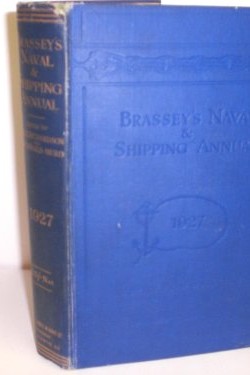 BRASSEY'S
NAVAL
&
SHIPPING
ANNUAL
1927
BRASSEY'S NAVAL
&
SHIPPING ANNUAL
1927